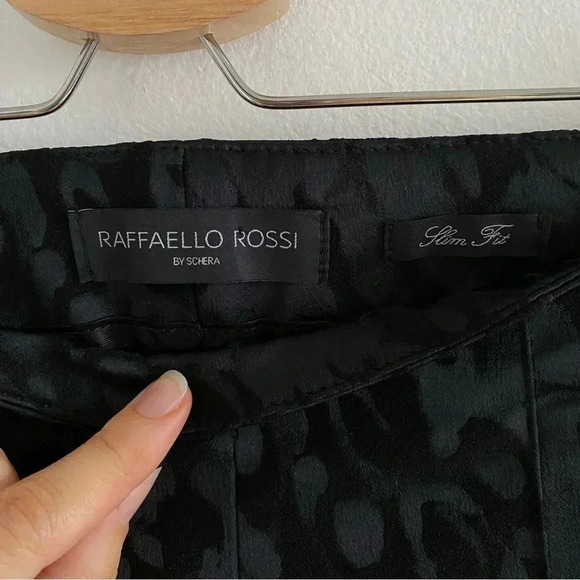 RAFFAELLO ROSSI
BY SCHERA
Slim Fit